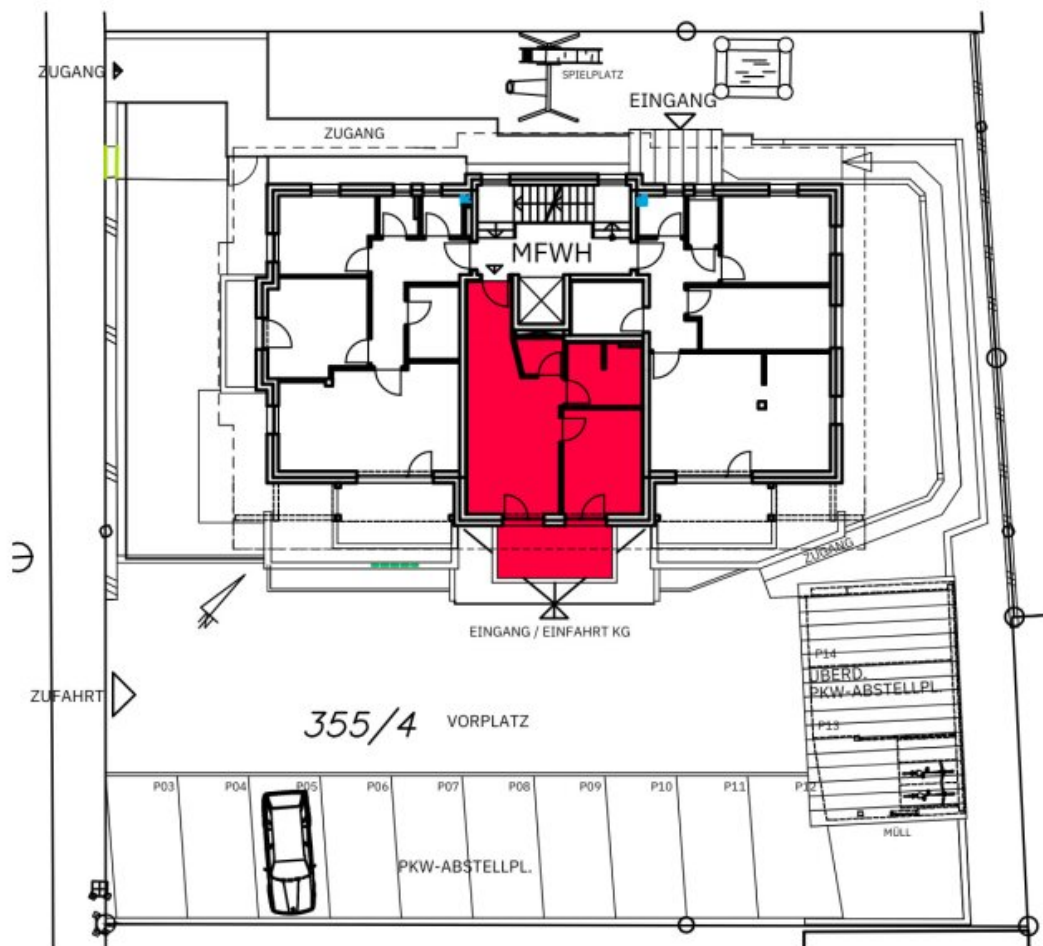 ZUGANG
SPIELPLATZ
EINGANG
ZUGANG
MFWH
ZUGANG
EINGANG / EINFAHRT KG
P14
ÜBERD.
PKW-ABSTELLPL.
ZUFAHRT
355/4 VORPLATZ
P13
P03 P04 P05 P06 P07 P08 P09 P10 P11 P12
MÜLL
PKW-ABSTELLPL.